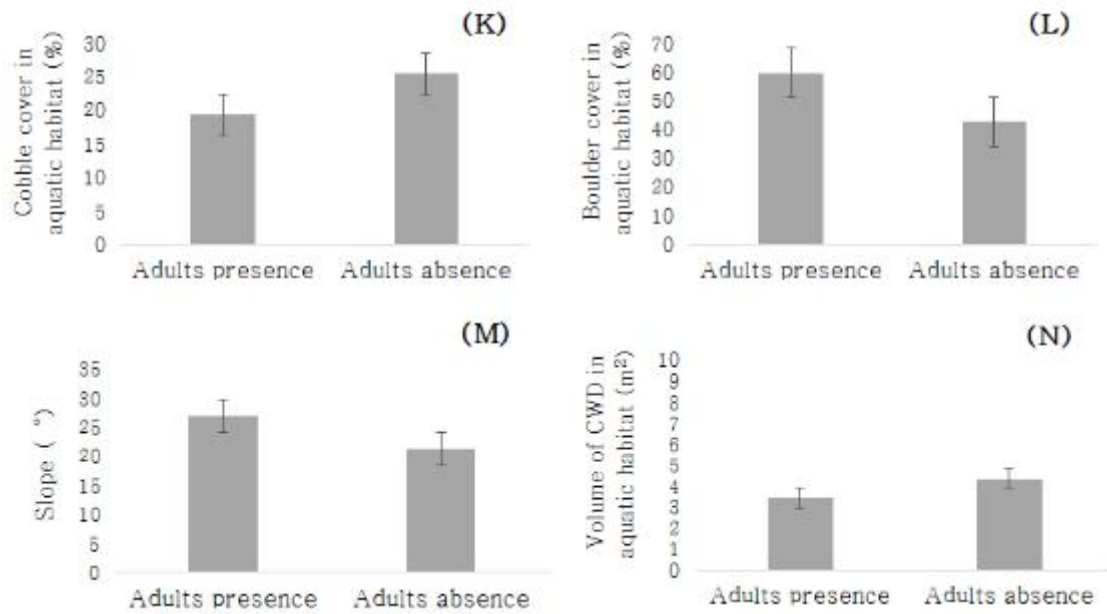 (K)
Cobble cover in
aquatic habitat (%)
30
25
20
15
10
5
0
Adults presence
Adults absence
(L)
Boulder cover in
aquatic habitat (%)
70
60
50
40
30
20
10
0
Adults presence
Adults absence
(M)
Slope ( °)
35
30
25
20
15
10
5
0
Adults presence
Adults absence
(N)
Volume of CWD in
aquatic habitat (m²)
10
9
8
7
6
5
4
3
2
1
0
Adults presence
Adults absence